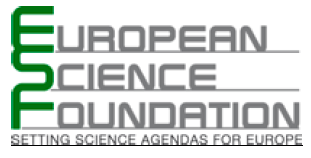 EUROPEAN
SCIENCE
FOUNDATION
SETTING SCIENCE AGENDAS FOR EUROPE